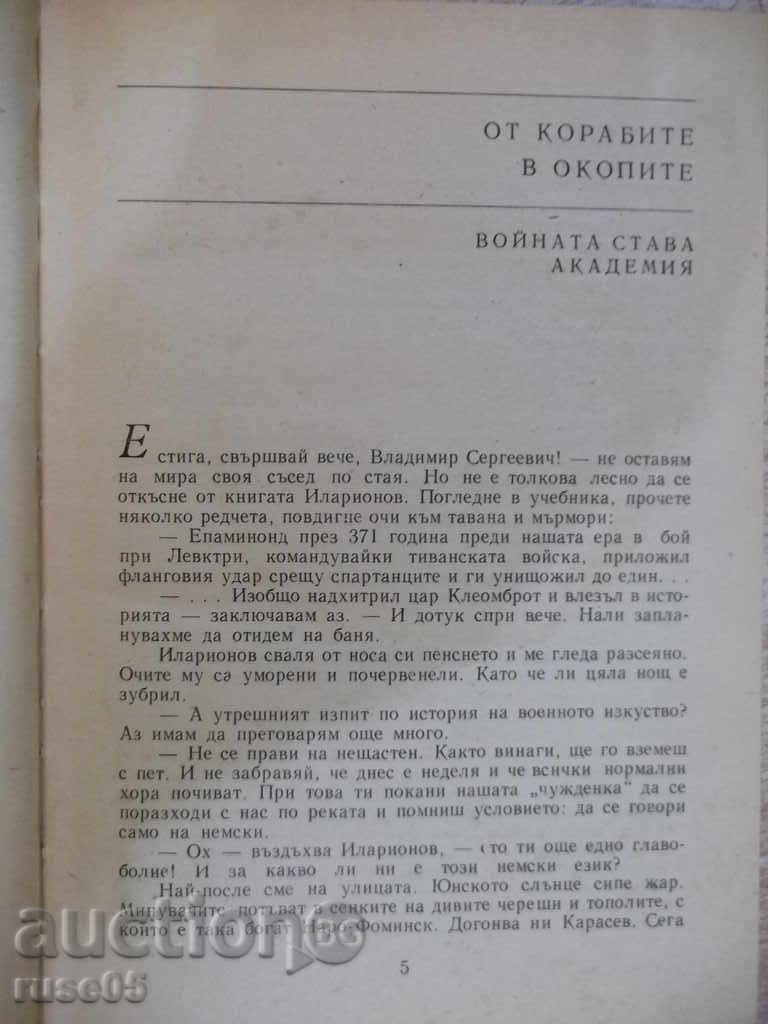 ОТ КОРАБИТЕ
В ОКОПИТЕ
ВОЙНАТА СТАВА
АКАДЕМИЯ
Е стига, свършвай вече, Владимир Сергеевич! — не оставям
на мира своя съсед по стая. Но не е толкова лесно да се
откъсне от книгата Иларионов. Погледне в учебника, прочете
няколко редчета, повдигне очи към тавана и мърмори:
— Епаминонд през 371 година преди нашата ера в бой
при Левктри, командувайки тиванската войска, приложил
фланговия удар срещу спартанците и ги унищожил до един. . .
— . . . Изобщо надхитрил цар Клеомброт и влезъл в исто-
рията — заключавам аз. — И дотук спри вече. Нали запла-
нувахме да отидем на баня.
Иларионов сваля от носа си пенснето и ме гледа разсеяно.
Очите му са уморени и почервенели. Като че ли цяла нощ е
зубрил.
— А утрешният изпит по история на военното изкуство?
Аз имам да преговарям още много.
— Не се прави на нещастен. Както винаги, ще го вземеш
с пет. И не забравяй, че днес е неделя и че всички нормални
хора почиват. При това ти покани нашата „чужденка" да се
поразходи с нас по реката и помниш условието: да се говори
само на немски.
— Ох — въздъхва Иларионов, — ето ти още едно главо-
болие! И за какво ли ни е този немски език?
Най-после сме на улицата. Юнското слънце сипе жар.
Минувачите потъват в сенките на дивите череши и тополите, с
които е така богат Наро-Фоминск. Догонва ни Карасев. Сега
5
auction
ruse05